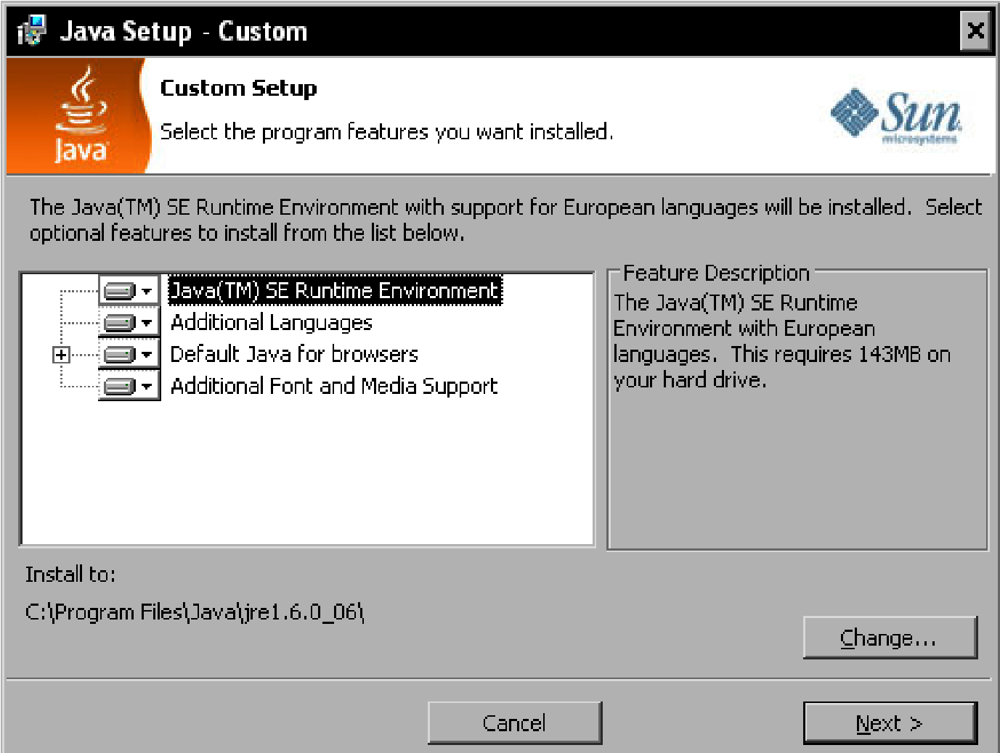 Java Setup - Custom
Java
Custom Setup
Select the program features you want installed.
Sun
microsystems
The Java(TM) SE Runtime Environment with support for European languages will be installed.  Select
optional features to install from the list below.
Java(TM) SE Runtime Environment
Additional Languages
Default Java for browsers
Additional Font and Media Support
Feature Description
The Java(TM) SE Runtime
Environment with European
languages.  This requires 143MB on
your hard drive.
Install to:
C:\Program Files\Java\jre1.6.0_06\
Change...
Cancel
Next >